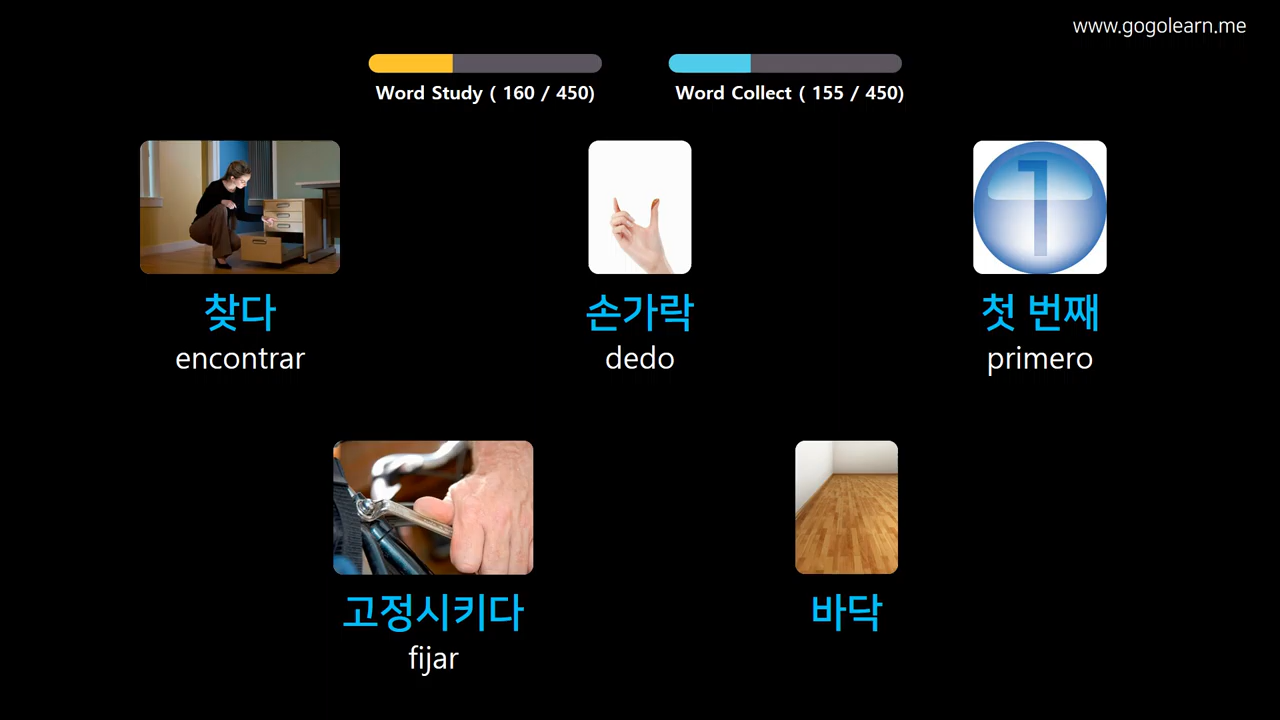 www.gogolearn.me
Word Study ( 160 / 450)
Word Collect ( 155 / 450)
찾다
encontrar
손가락
dedo
첫 번째
primero
고정시키다
fijar
바닥